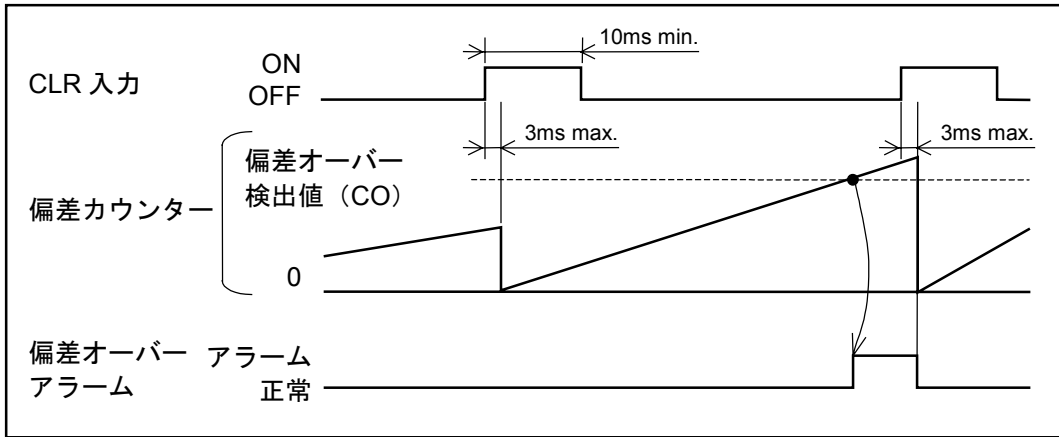 10ms min.
CLR 入力
ON
OFF
3ms max.
3ms max.
偏差カウンター
偏差オーバー
検出値（CO）
0
偏差オーバー
アラーム
アラーム
正常